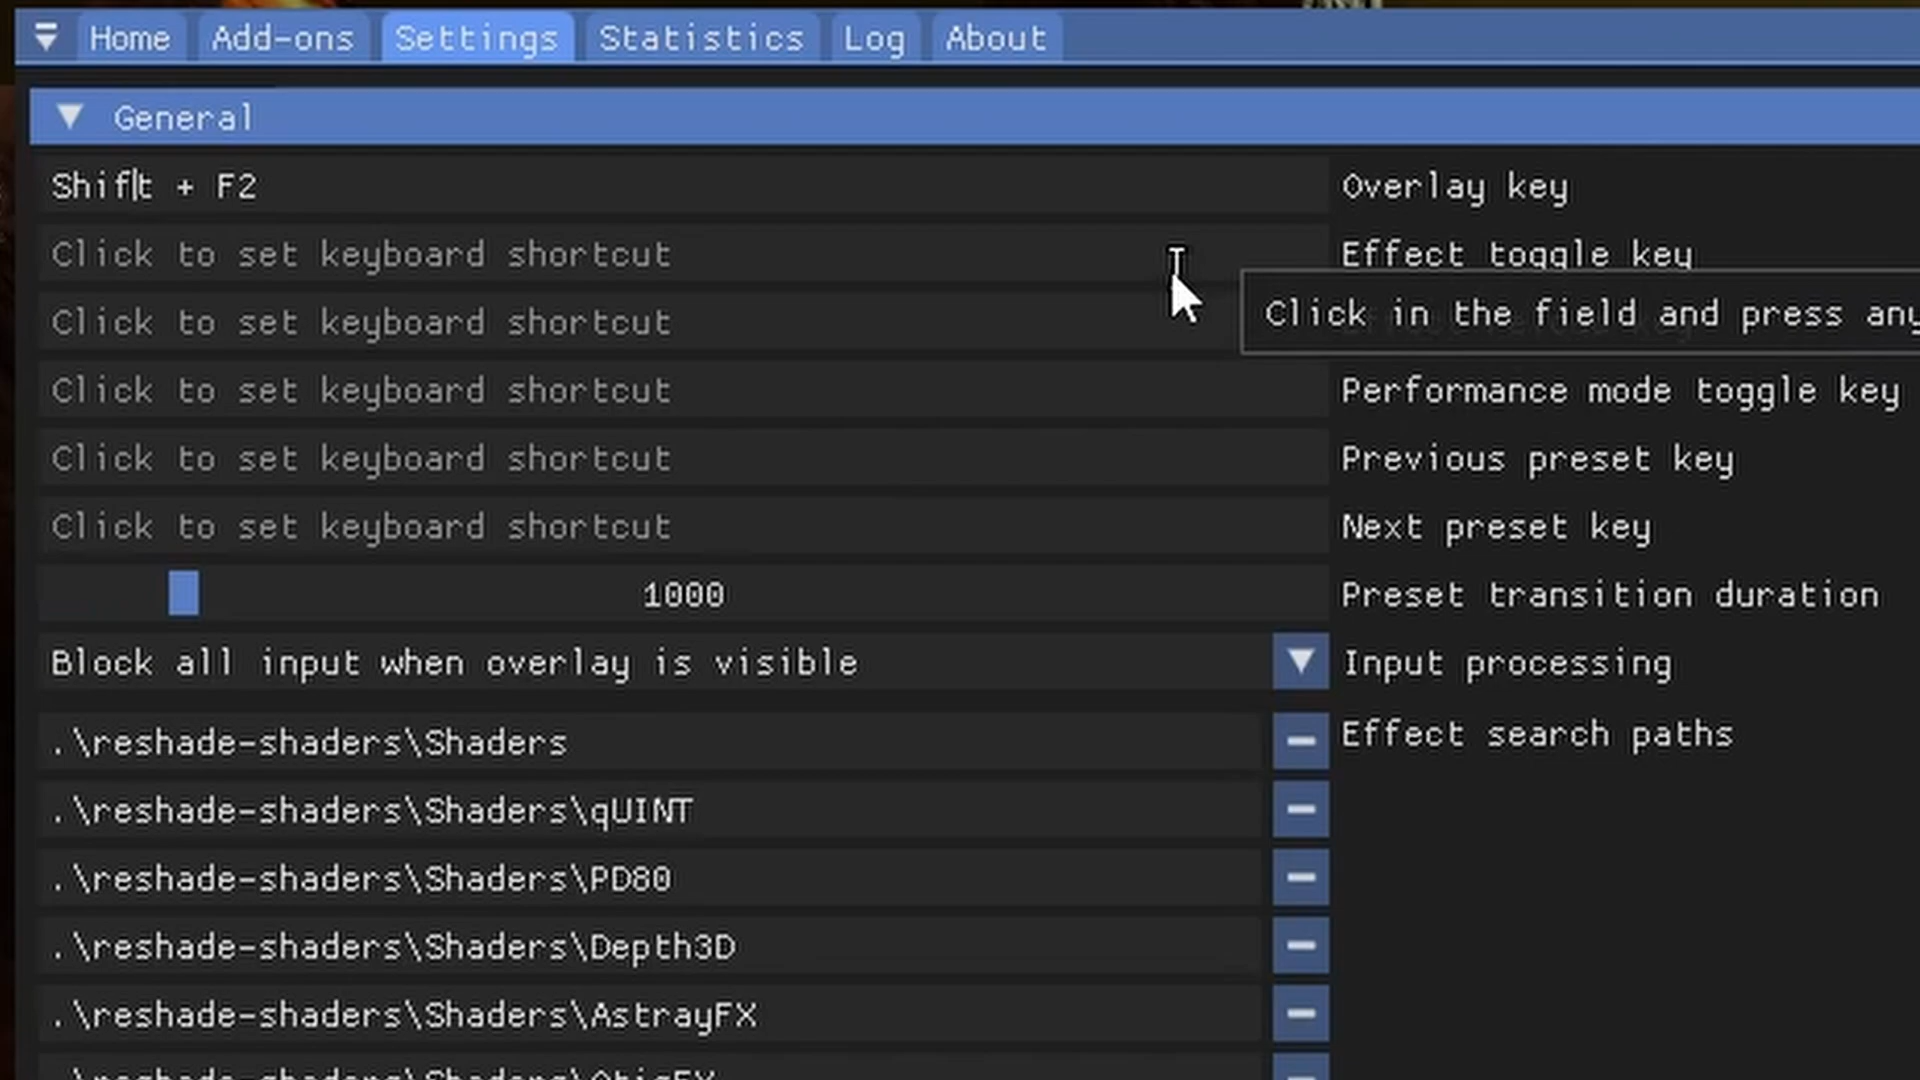 Home Add-ons Settings Statistics Log About
General
Shift + F2 Overlay key
Click to set keyboard shortcut Effect toggle key
Click in the field and press any
Click to set keyboard shortcut
Click to set keyboard shortcut Performance mode toggle key
Click to set keyboard shortcut Previous preset key
Click to set keyboard shortcut Next preset key
1000 Preset transition duration
Block all input when overlay is visible Input processing
.\reshade-shaders\Shaders Effect search paths
.\reshade-shaders\Shaders\qUINT
.\reshade-shaders\Shaders\PD80
.\reshade-shaders\Shaders\Depth3D
.\reshade-shaders\Shaders\AstrayFX